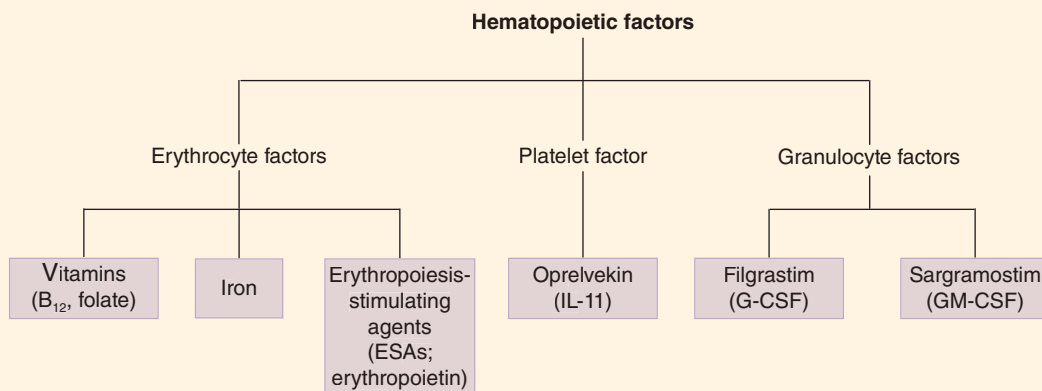 Hematopoietic factors
Erythrocyte factors
Platelet factor
Granulocyte factors
Vitamins
(B₁₂, folate)
Iron
Erythropoiesis-
stimulating
agents
(ESAs;
erythropoietin)
Oprelvekin
(IL-11)
Filgrastim
(G-CSF)
Sargramostim
(GM-CSF)